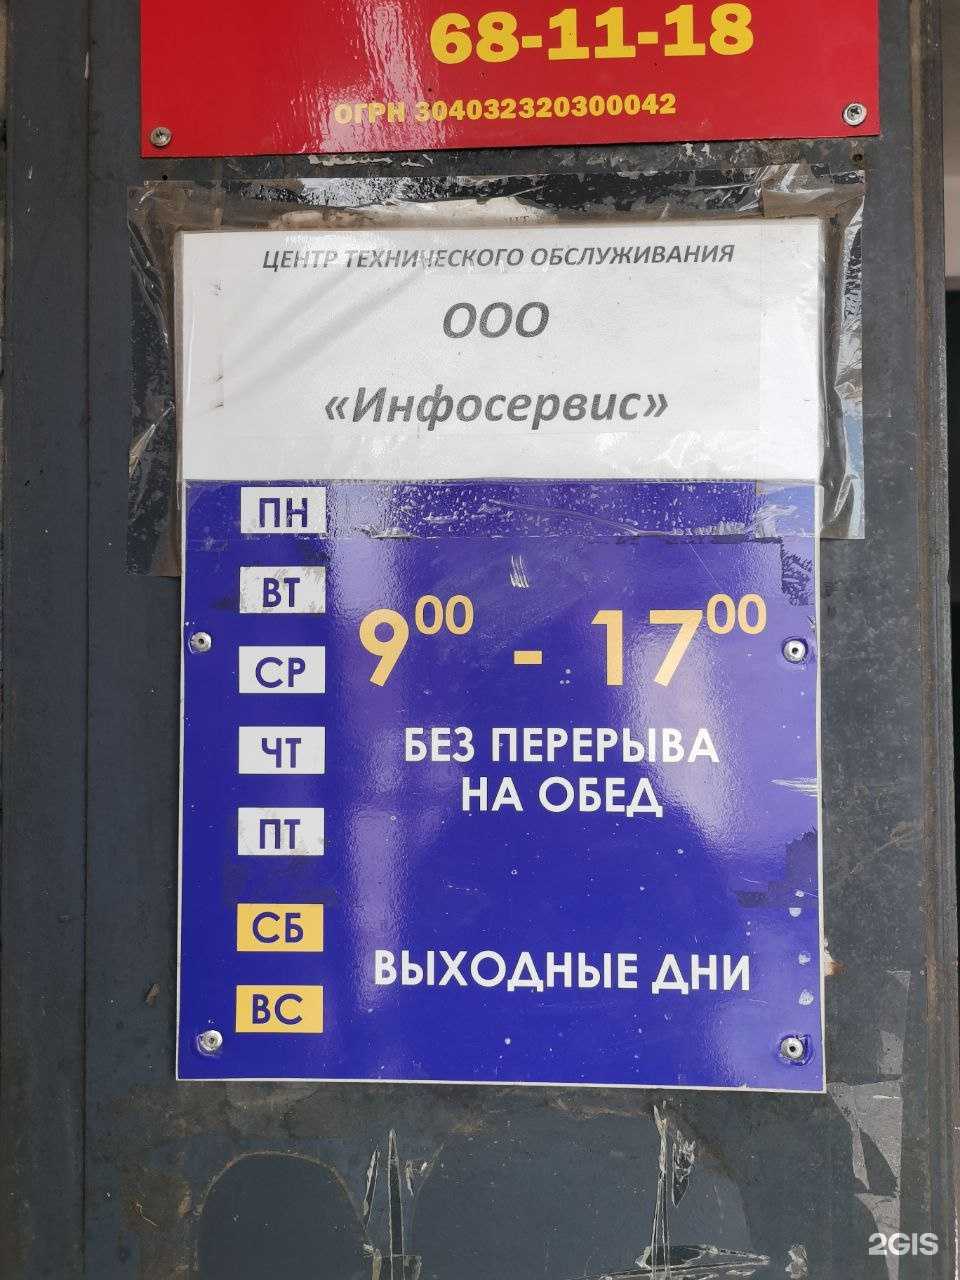 68-11-18
ОГРН 304032320300042
ЦЕНТР ТЕХНИЧЕСКОГО ОБСЛУЖИВАНИЯ
ООО
«Инфосервис»
ПН
ВТ
9⁰⁰ - 17⁰⁰
СР
ЧТ
БЕЗ ПЕРЕРЫВА
НА ОБЕД
ПТ
СБ
ВЫХОДНЫЕ ДНИ
ВС
2GIS